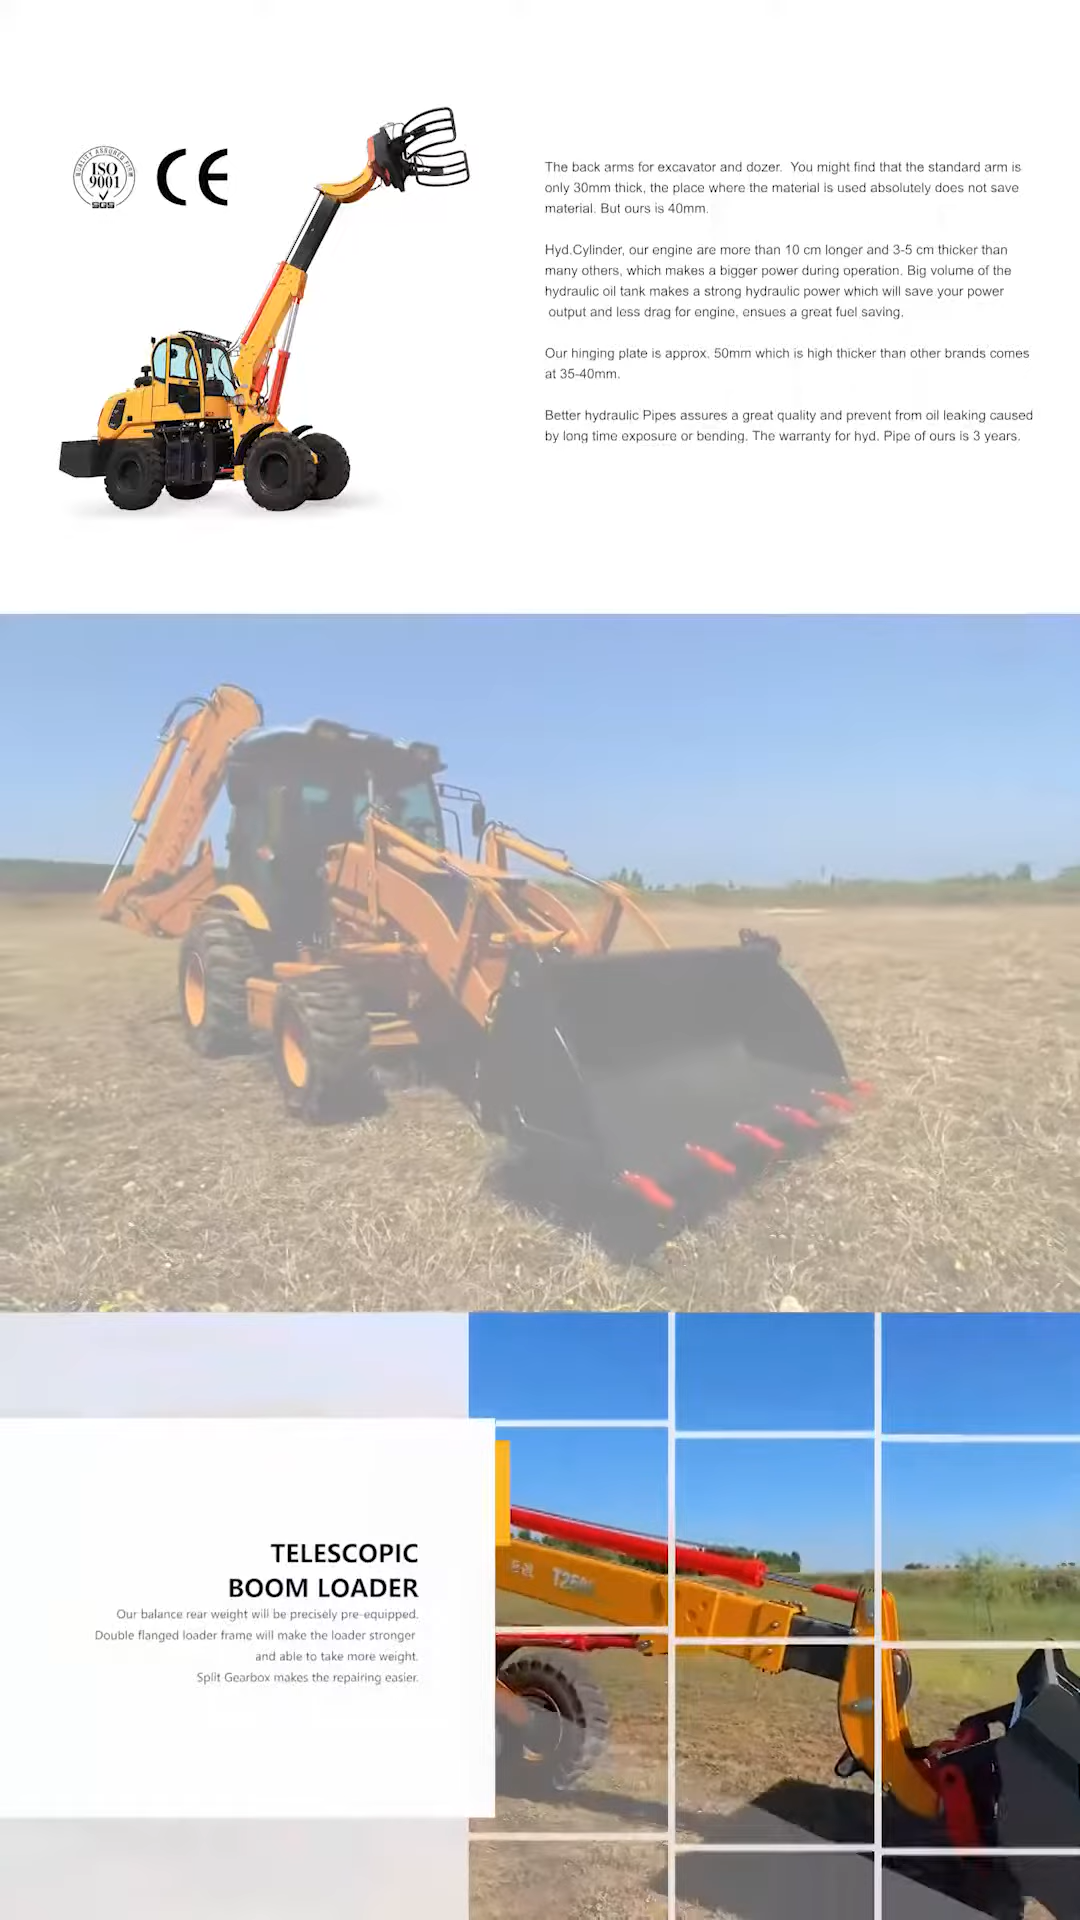 QUALITY ASSURED FIRM
ISO
9001
SGS
CE
The back arms for excavator and dozer.  You might find that the standard arm is
only 30mm thick, the place where the material is used absolutely does not save
material. But ours is 40mm.
Hyd.Cylinder, our engine are more than 10 cm longer and 3-5 cm thicker than
many others, which makes a bigger power during operation. Big volume of the
hydraulic oil tank makes a strong hydraulic power which will save your power
output and less drag for engine, ensues a great fuel saving.
Our hinging plate is approx. 50mm which is high thicker than other brands comes
at 35-40mm.
Better hydraulic Pipes assures a great quality and prevent from oil leaking caused
by long time exposure or bending. The warranty for hyd. Pipe of ours is 3 years.
TELESCOPIC
BOOM LOADER
Our balance rear weight will be precisely pre-equipped.
Double flanged loader frame will make the loader stronger
and able to take more weight.
Split Gearbox makes the repairing easier.